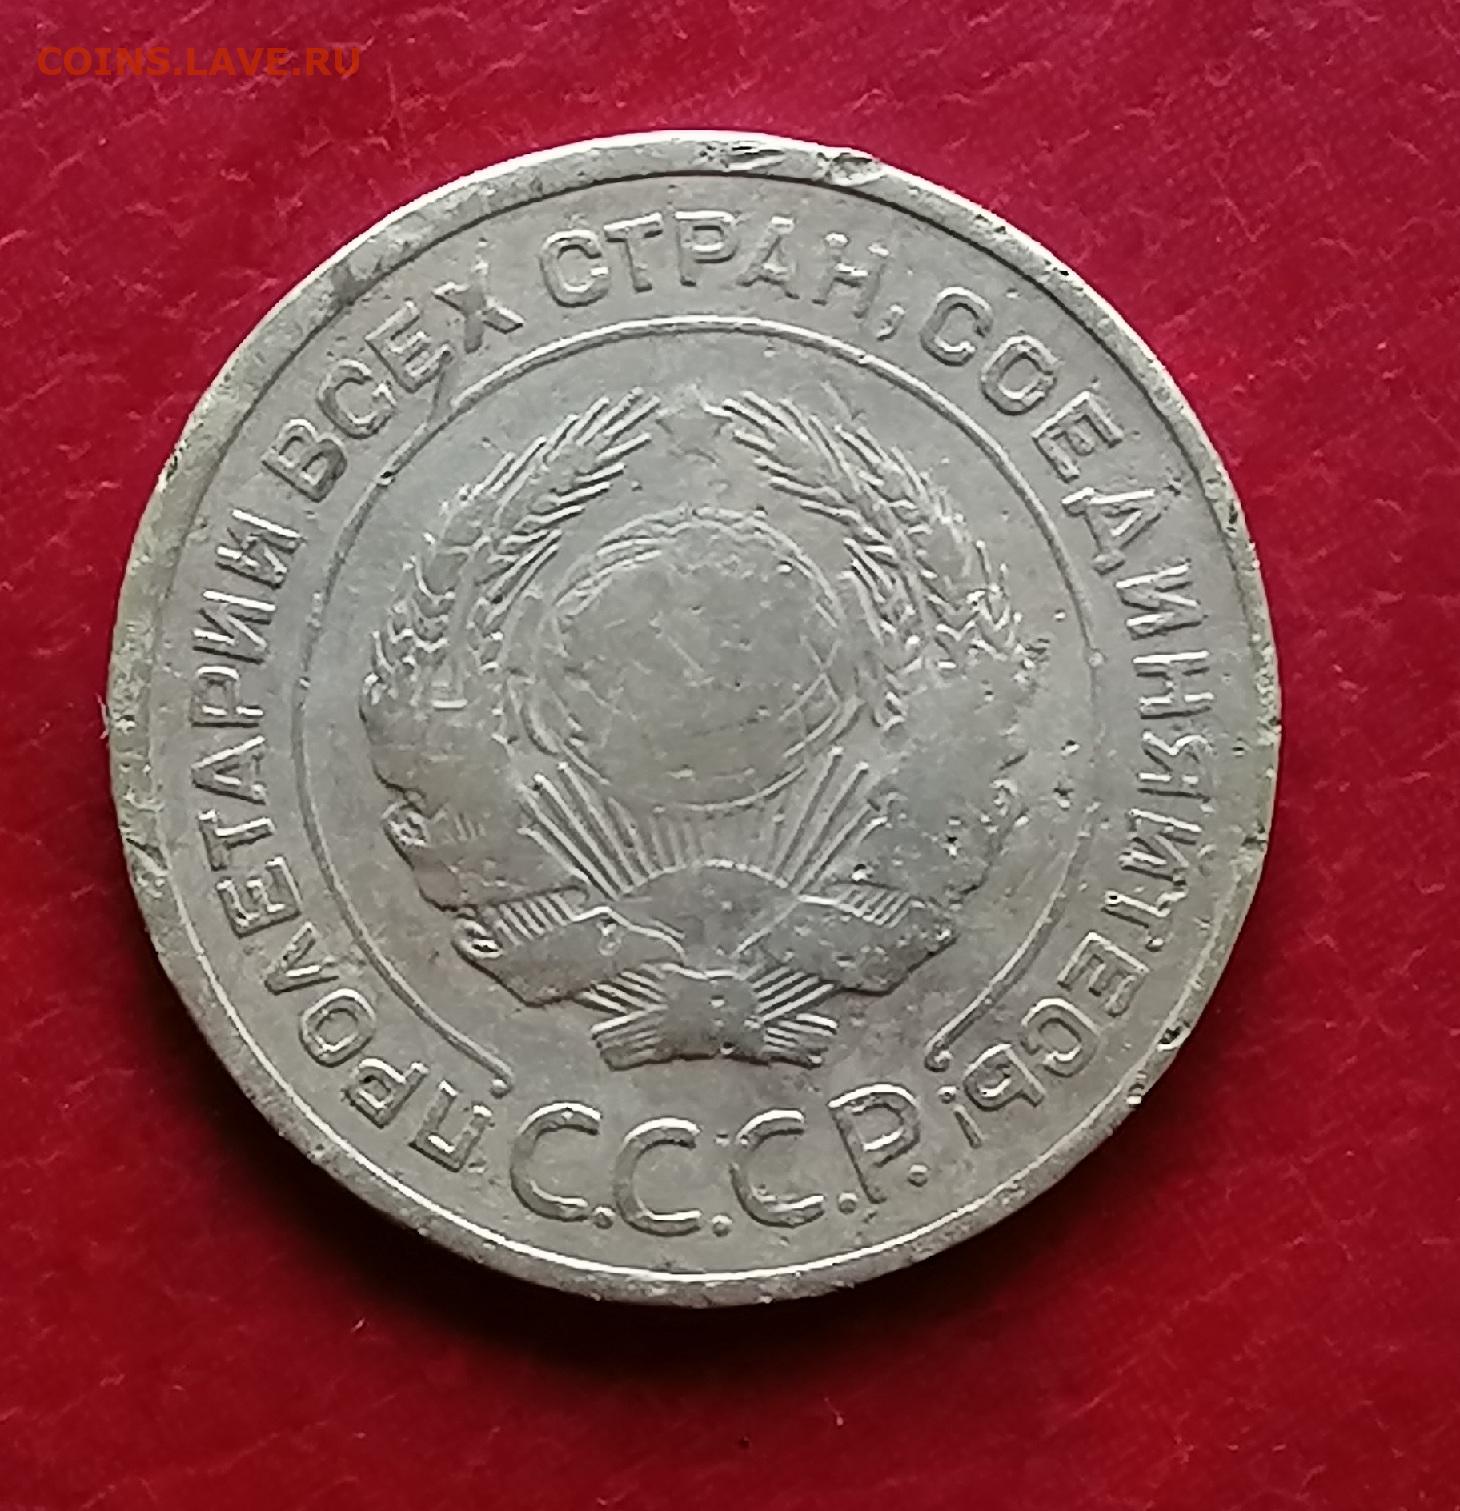 COINS.LAVE.RU
ПРОЛЕТАРИИ ВСЕХ СТРАН, СОЕДИНЯЙТЕСЬ!
С.С.С.Р.